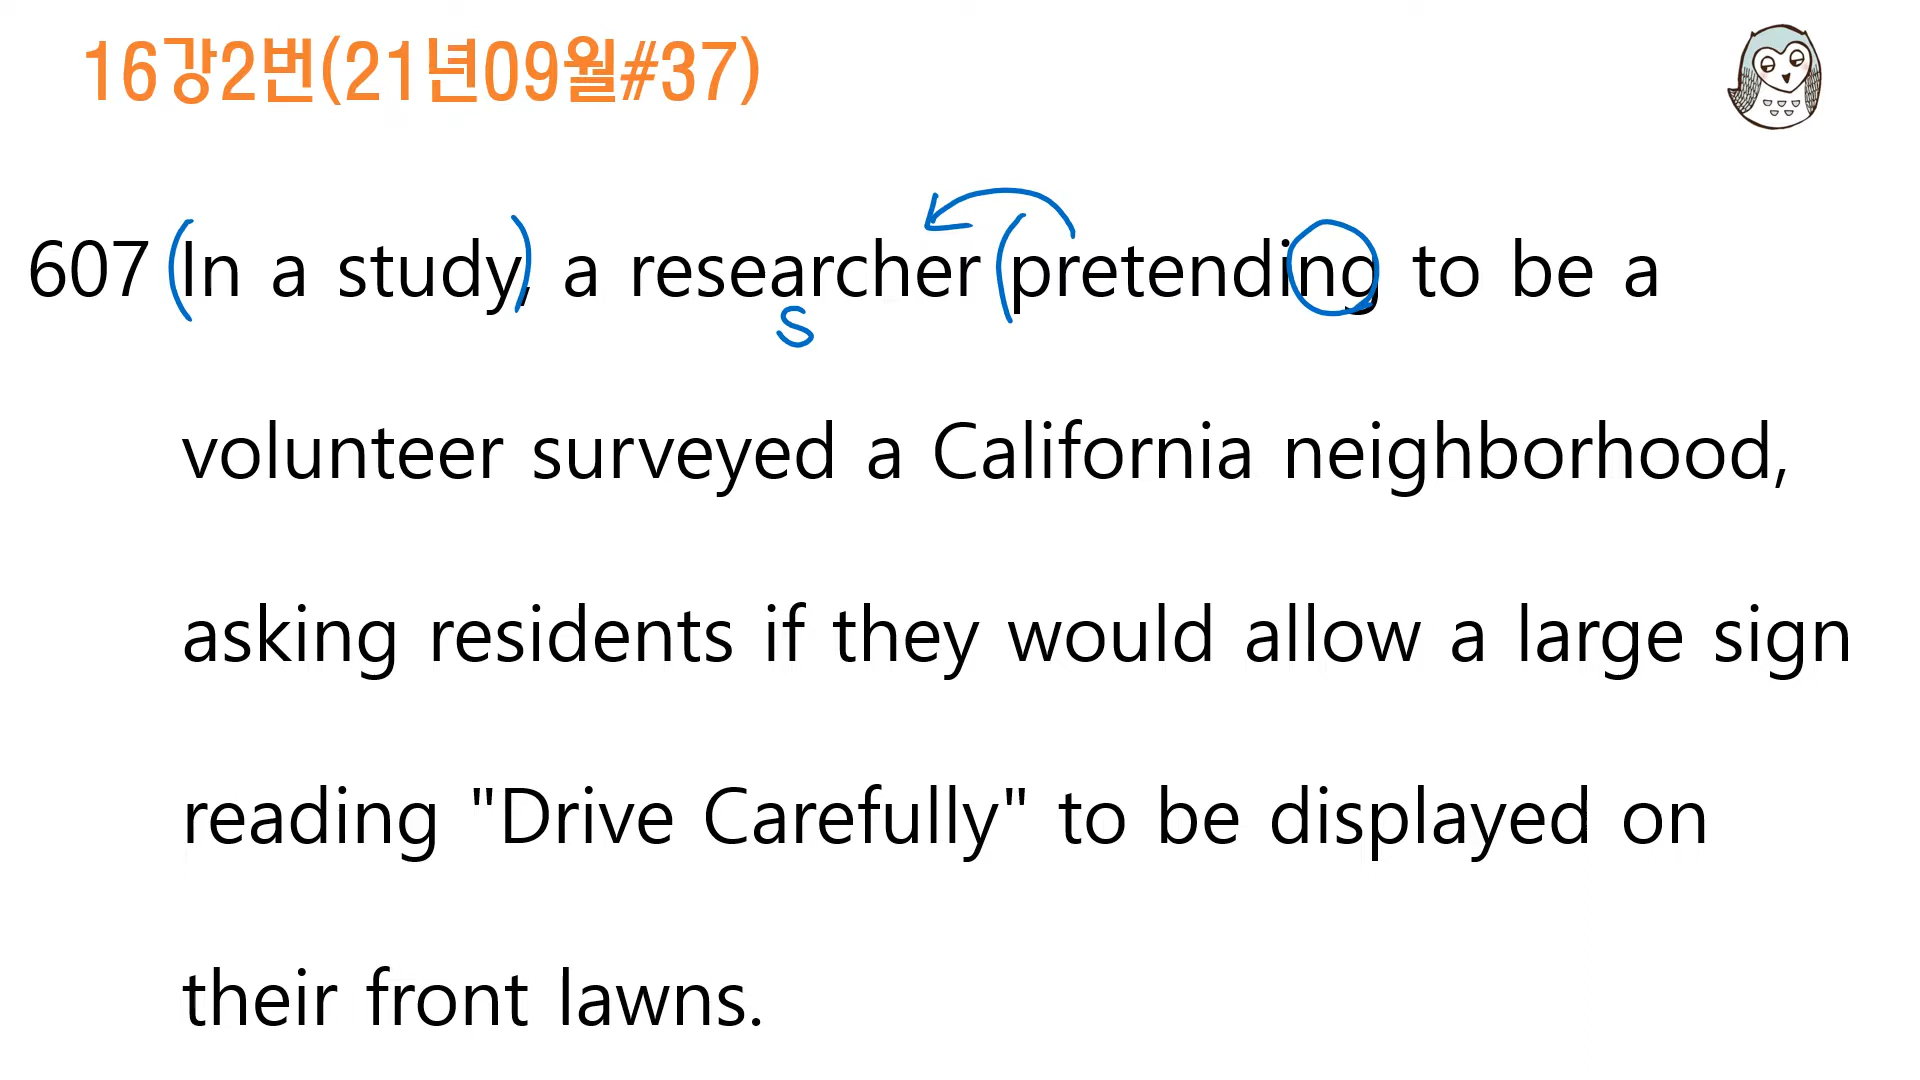 16강2번(21년09월#37)
607 (In a study), a researcher (pretending to be a
S
volunteer surveyed a California neighborhood,
asking residents if they would allow a large sign
reading "Drive Carefully" to be displayed on
their front lawns.